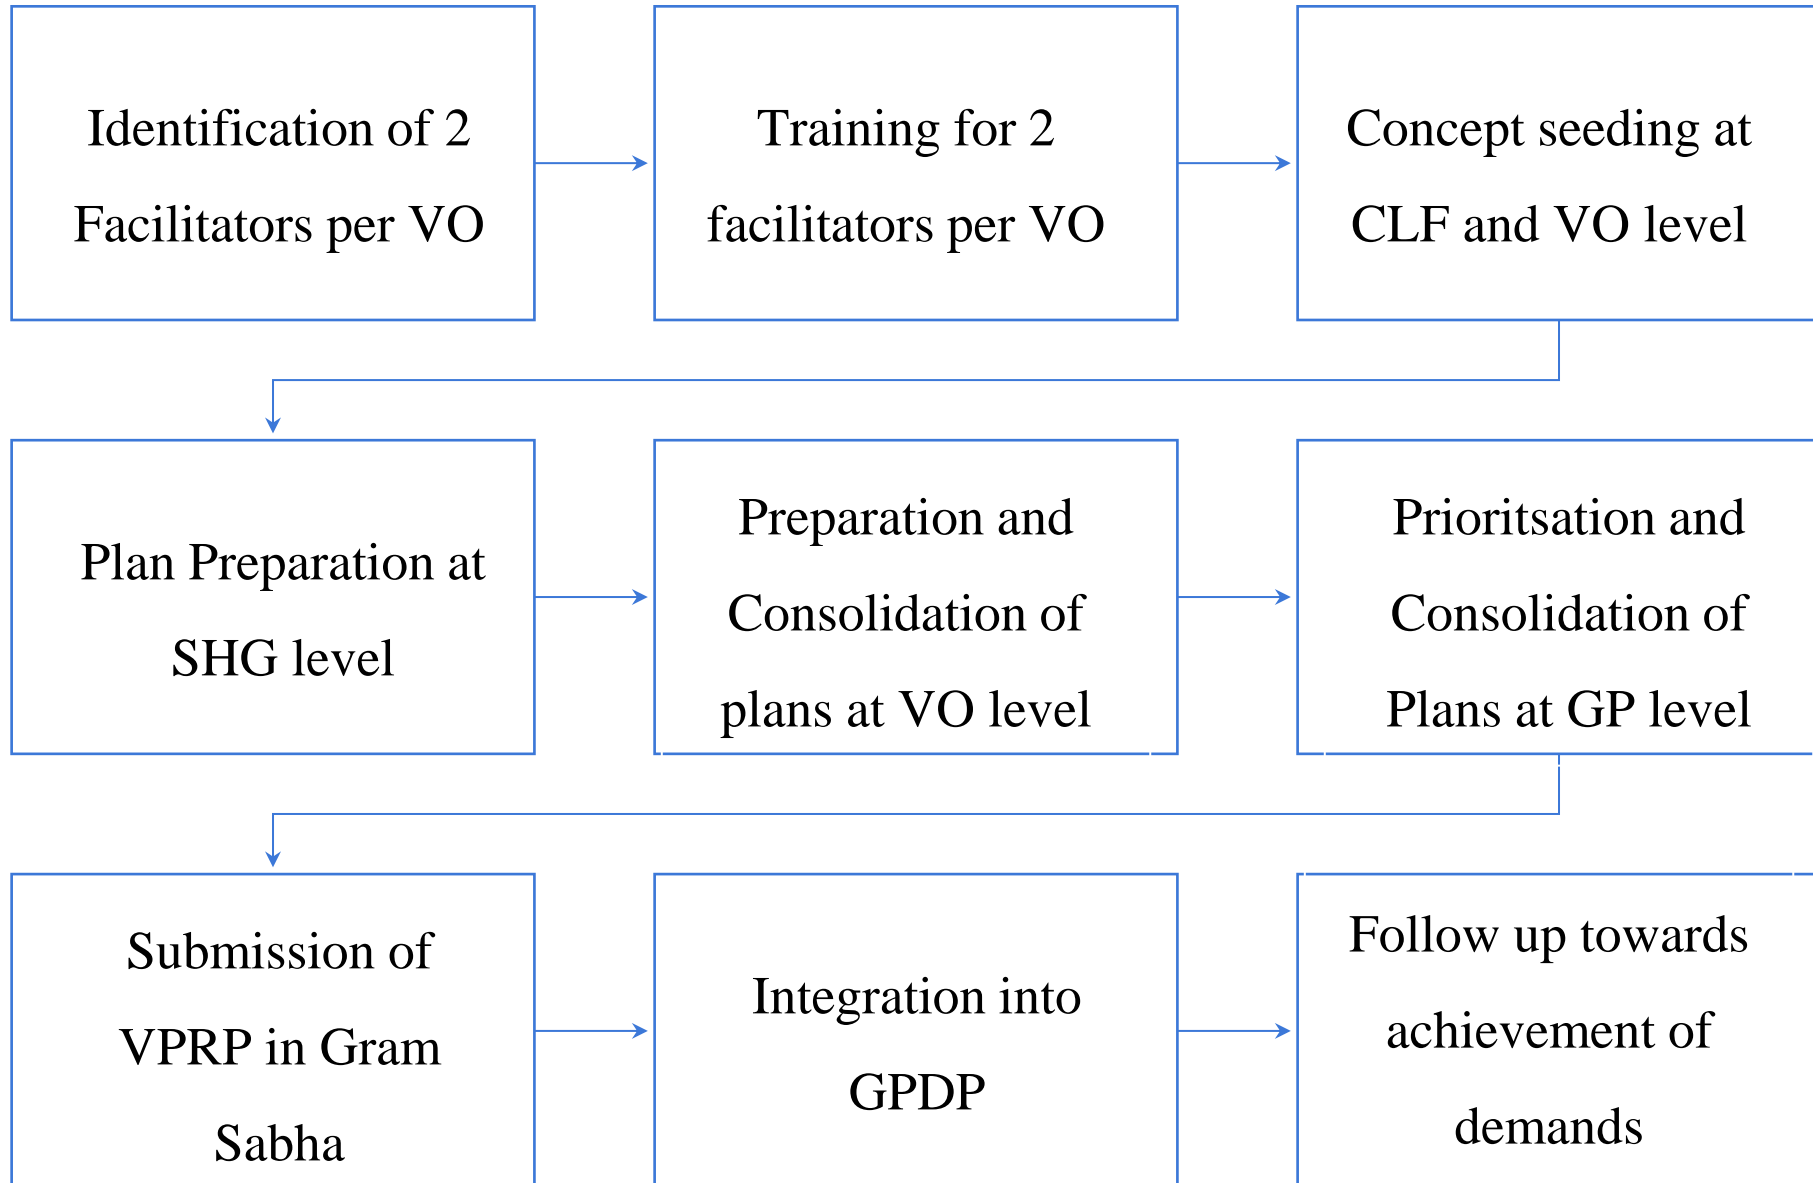 Identification of 2
Facilitators per VO
Training for 2
facilitators per VO
Concept seeding at
CLF and VO level
Plan Preparation at
SHG level
Preparation and
Consolidation of
plans at VO level
Prioritsation and
Consolidation of
Plans at GP level
Submission of
VPRP in Gram
Sabha
Integration into
GPDP
Follow up towards
achievement of
demands